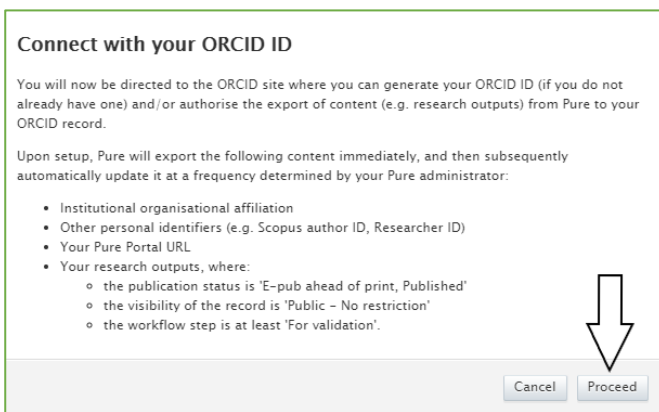 Connect with your ORCID ID
You will now be directed to the ORCID site where you can generate your ORCID ID (if you do not
already have one) and/or authorise the export of content (e.g. research outputs) from Pure to your
ORCID record.
Upon setup, Pure will export the following content immediately, and then subsequently
automatically update it at a frequency determined by your Pure administrator:
• Institutional organisational affiliation
• Other personal identifiers (e.g. Scopus author ID, Researcher ID)
• Your Pure Portal URL
• Your research outputs, where:
◦ the publication status is 'E-pub ahead of print, Published'
◦ the visibility of the record is 'Public - No restriction'
◦ the workflow step is at least 'For validation'.
Cancel Proceed